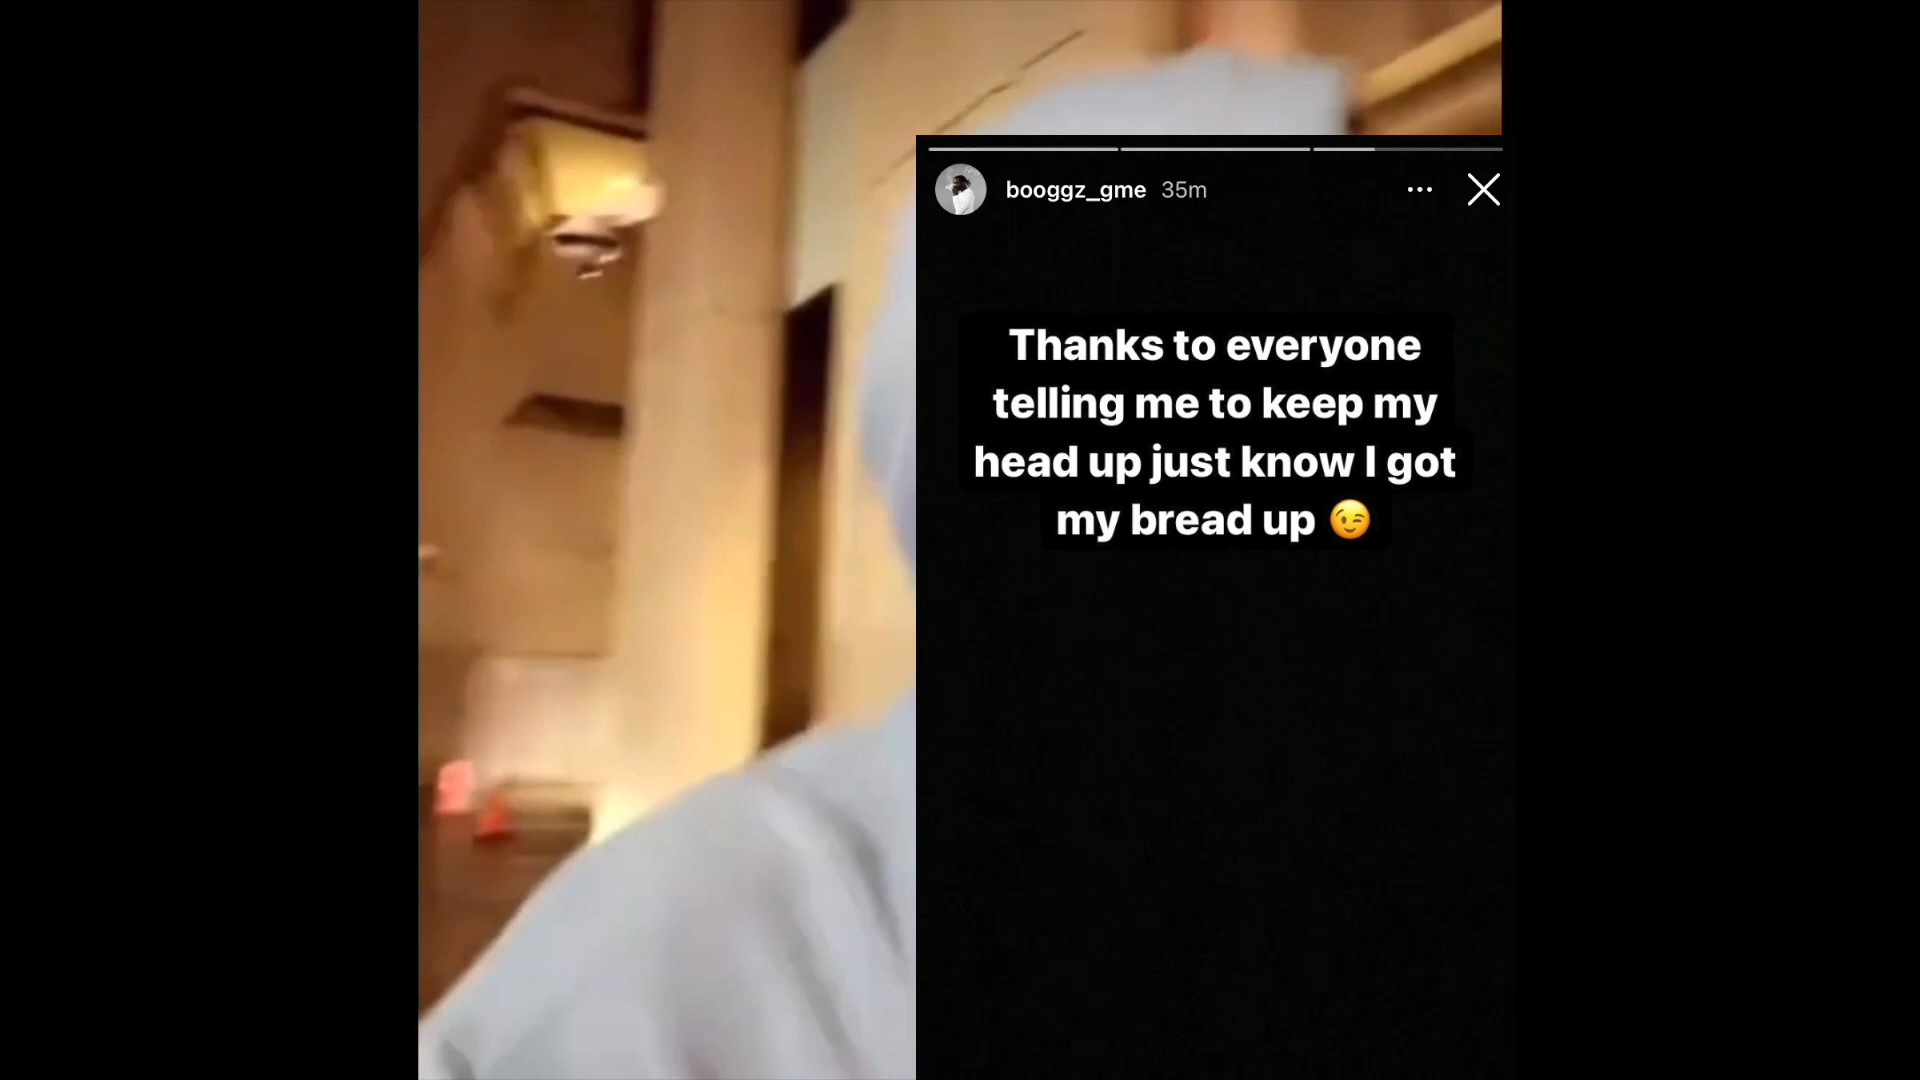 booggz_gme 35m
Thanks to everyone
telling me to keep my
head up just know I got
my bread up 😉